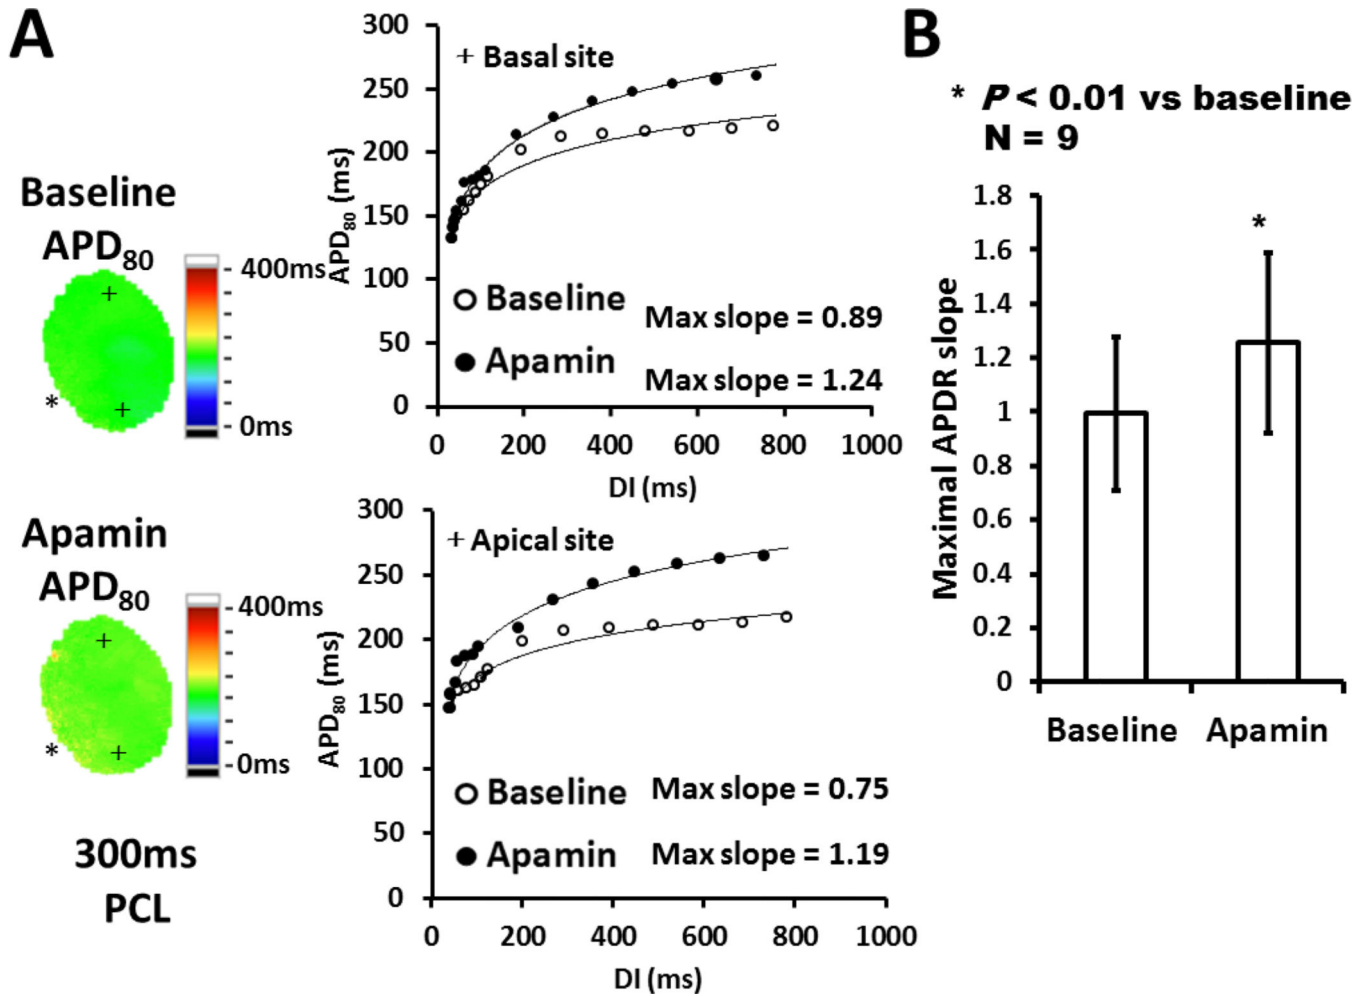 A
Baseline
APD80
400ms
0ms
+
+
*
Apamin
APD80
400ms
0ms
+
+
*
300ms
PCL
300
250
200
150
100
50
0
APD80 (ms)
+ Basal site
Baseline
Max slope = 0.89
Apamin
Max slope = 1.24
0 200 400 600 800 1000
DI (ms)
300
250
200
150
100
50
0
APD80 (ms)
+ Apical site
Baseline
Max slope = 0.75
Apamin
Max slope = 1.19
0 200 400 600 800 1000
DI (ms)
B
* P < 0.01 vs baseline
N = 9
Maximal APDR slope
1.8
1.6
1.4
1.2
1
0.8
0.6
0.4
0.2
0
*
Baseline Apamin